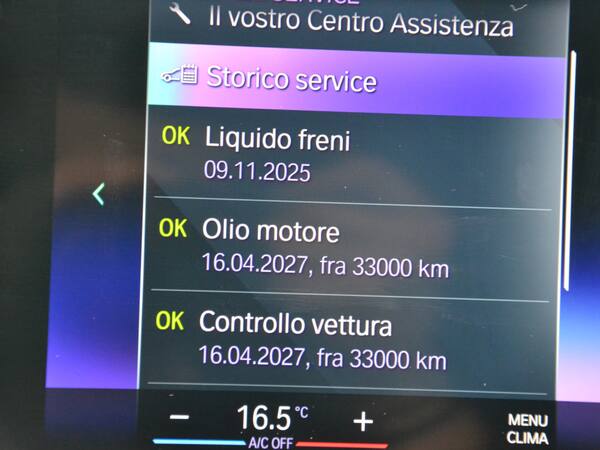 SERVICE
Il vostro Centro Assistenza
Storico service
OK Liquido freni
09.11.2025
OK Olio motore
16.04.2027, fra 33000 km
OK Controllo vettura
16.04.2027, fra 33000 km
− 16.5 °C +
A/C OFF
MENU
CLIMA